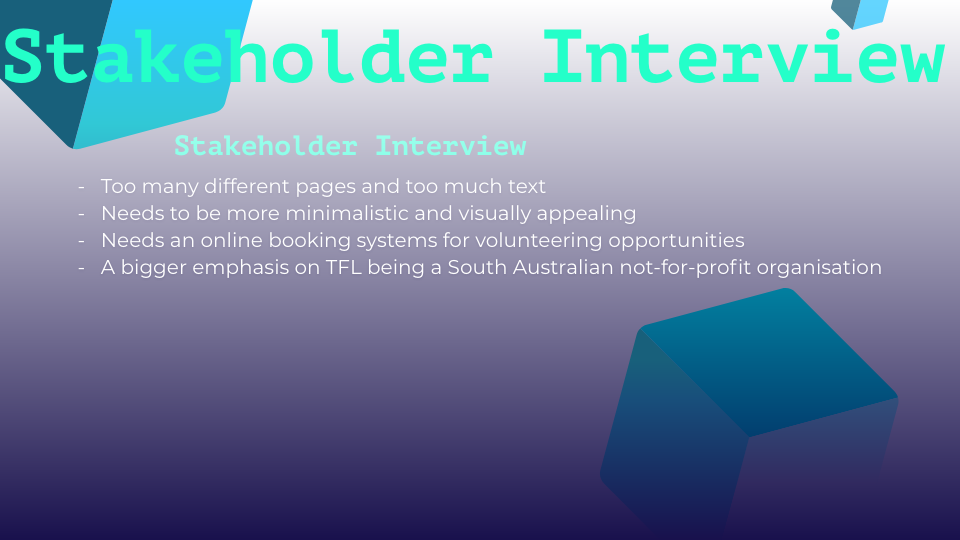 Stakeholder Interview
Stakeholder Interview
- Too many different pages and too much text
- Needs to be more minimalistic and visually appealing
- Needs an online booking systems for volunteering opportunities
- A bigger emphasis on TFL being a South Australian not-for-profit organisation